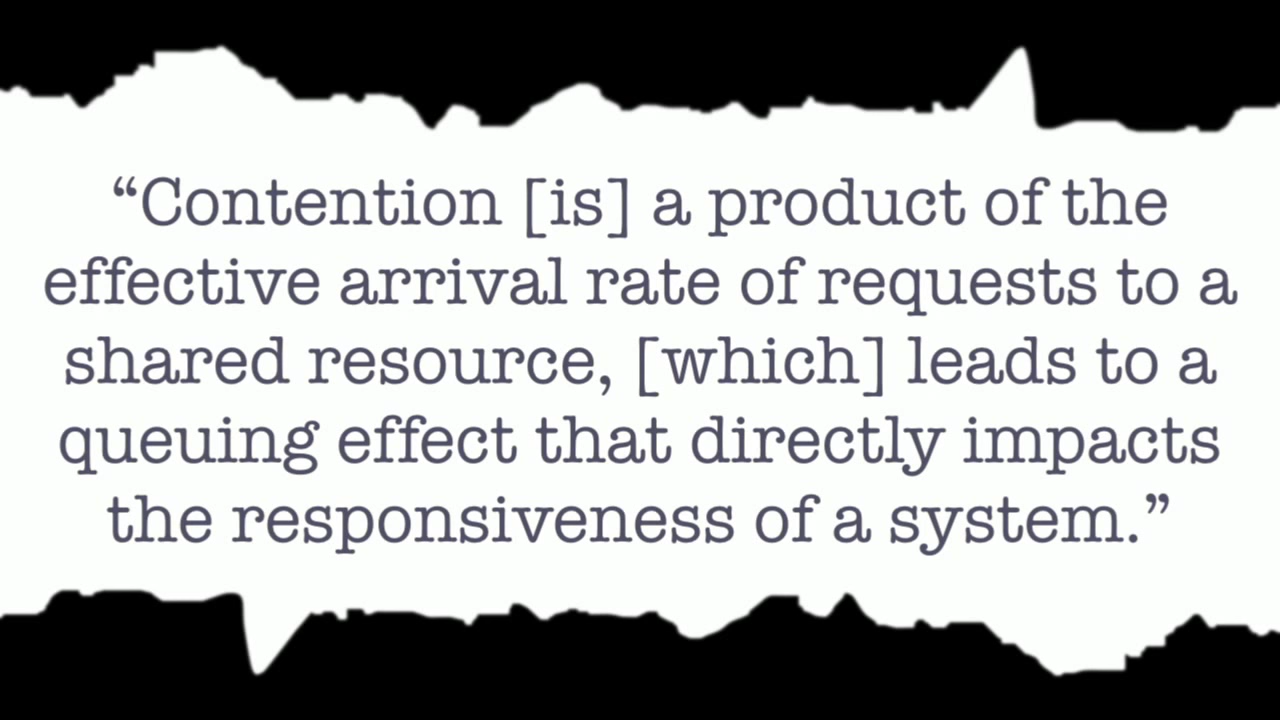 “Contention [is] a product of the
effective arrival rate of requests to a
shared resource, [which] leads to a
queuing effect that directly impacts
the responsiveness of a system.”